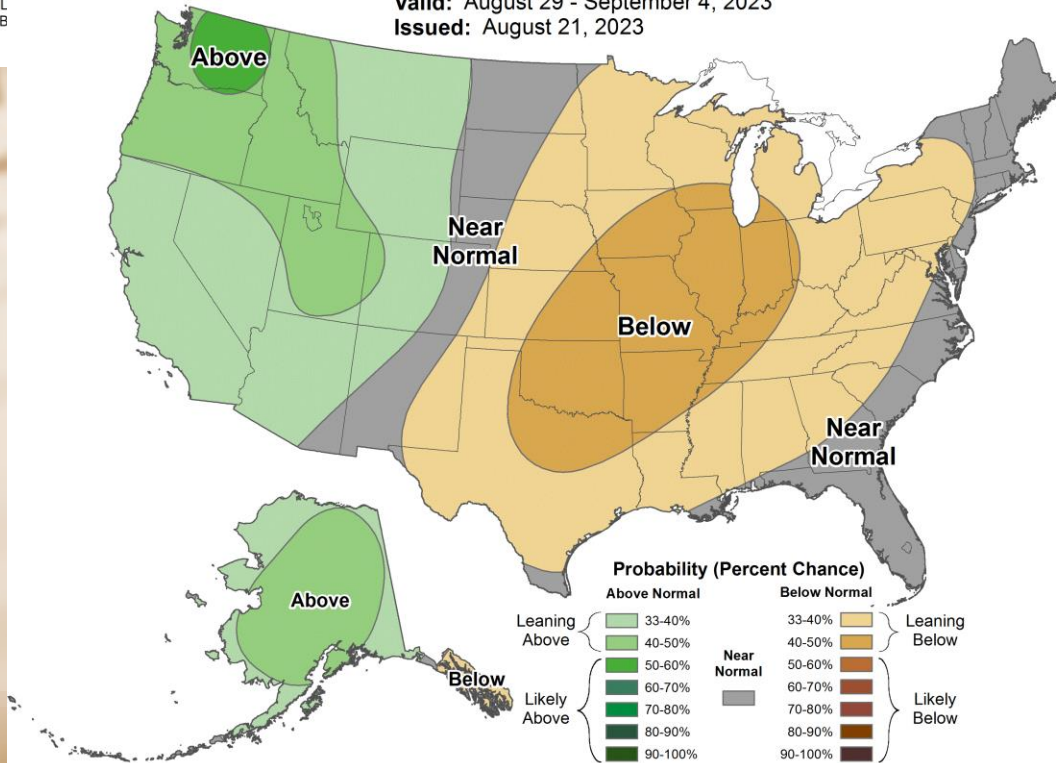 Valid: August 29 - September 4, 2023
Issued: August 21, 2023
Above
Near
Normal
Below
Near
Normal
Above
Below
Probability (Percent Chance)
Above Normal
Below Normal
Leaning
Above
33-40%
40-50%
Likely
Above
50-60%
60-70%
70-80%
80-90%
90-100%
Near
Normal
33-40%
40-50%
Leaning
Below
50-60%
60-70%
70-80%
80-90%
90-100%
Likely
Below